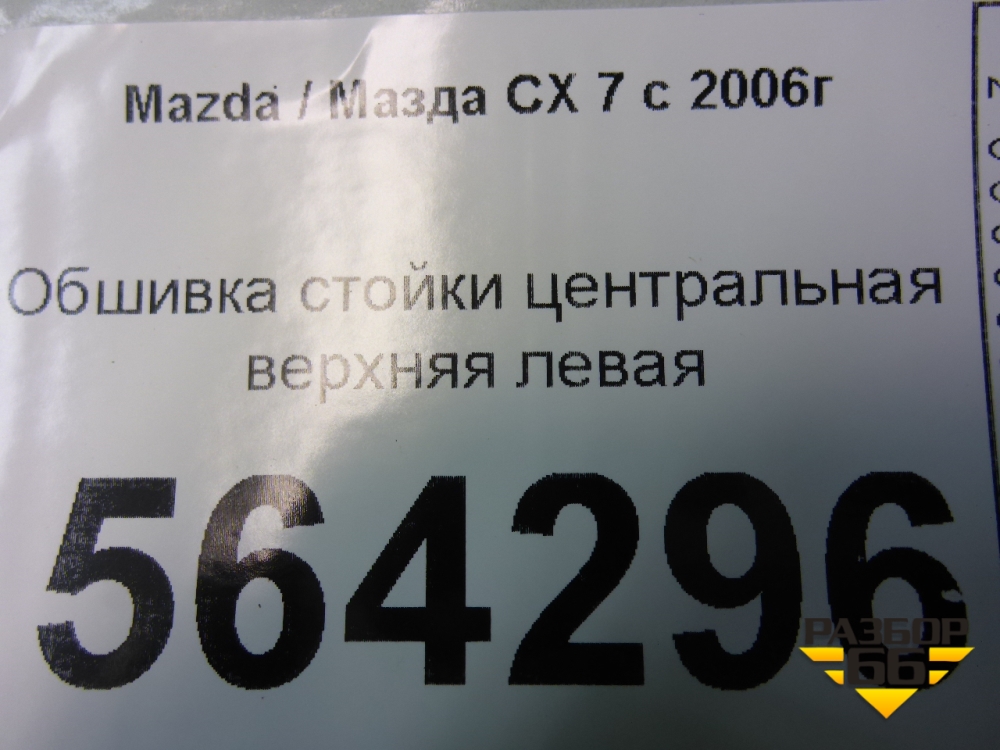 Mazda / Мазда CX 7 с 2006г
Обшивка стойки центральная
верхняя левая
564296
РАЗБОР
66